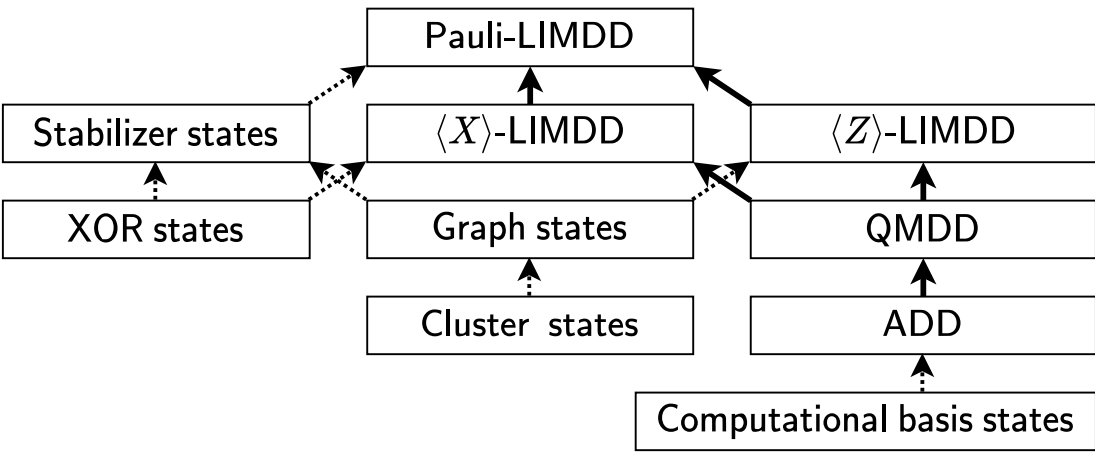 Pauli-LIMDD
Stabilizer states
⟨X⟩-LIMDD
⟨Z⟩-LIMDD
XOR states
Graph states
QMDD
Cluster states
ADD
Computational basis states